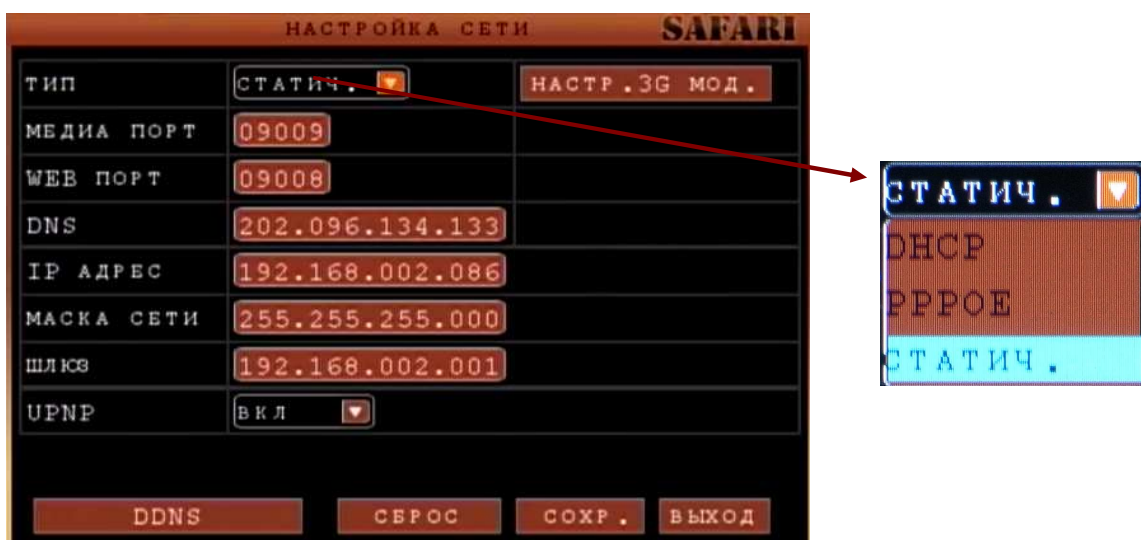 НАСТРОЙКА СЕТИ SAFARI
ТИП СТАТИЧ. НАСТР.3G МОД.
МЕДИА ПОРТ 09009
WEB ПОРТ 09008
DNS 202.096.134.133
IP АДРЕС 192.168.002.086
МАСКА СЕТИ 255.255.255.000
ШЛЮЗ 192.168.002.001
UPNP ВКЛ
DDNS СБРОС СОХР. ВЫХОД
СТАТИЧ.
DHCP
PPPOE
СТАТИЧ.